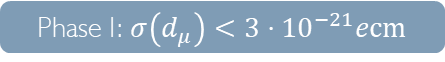 Phase I: σ(d_μ) < 3 · 10⁻²¹ ecm